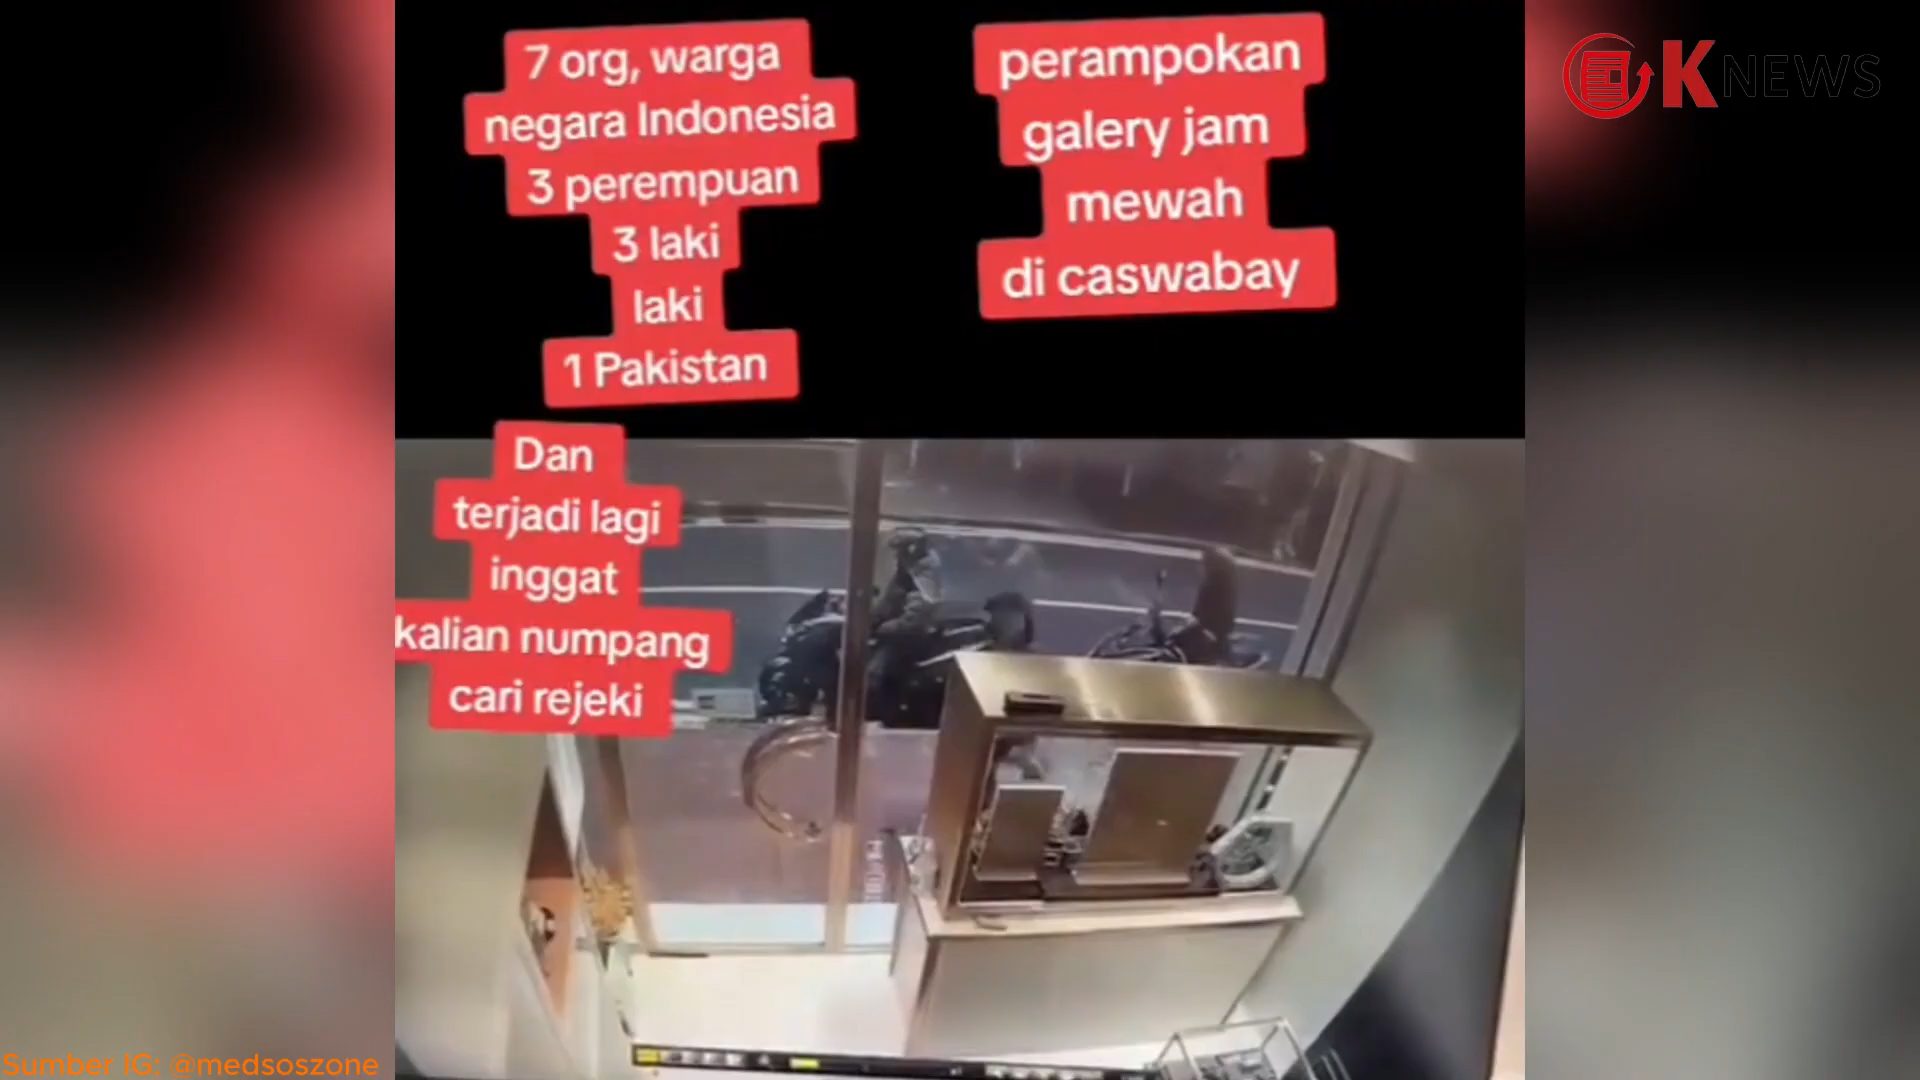 7 org, warga
negara Indonesia
3 perempuan
3 laki
laki
1 Pakistan
perampokan
galery jam
mewah
di caswabay
KNEWS
Dan
terjadi lagi
inggat
kalian numpang
cari rejeki
Sumber IG: @medsoszone